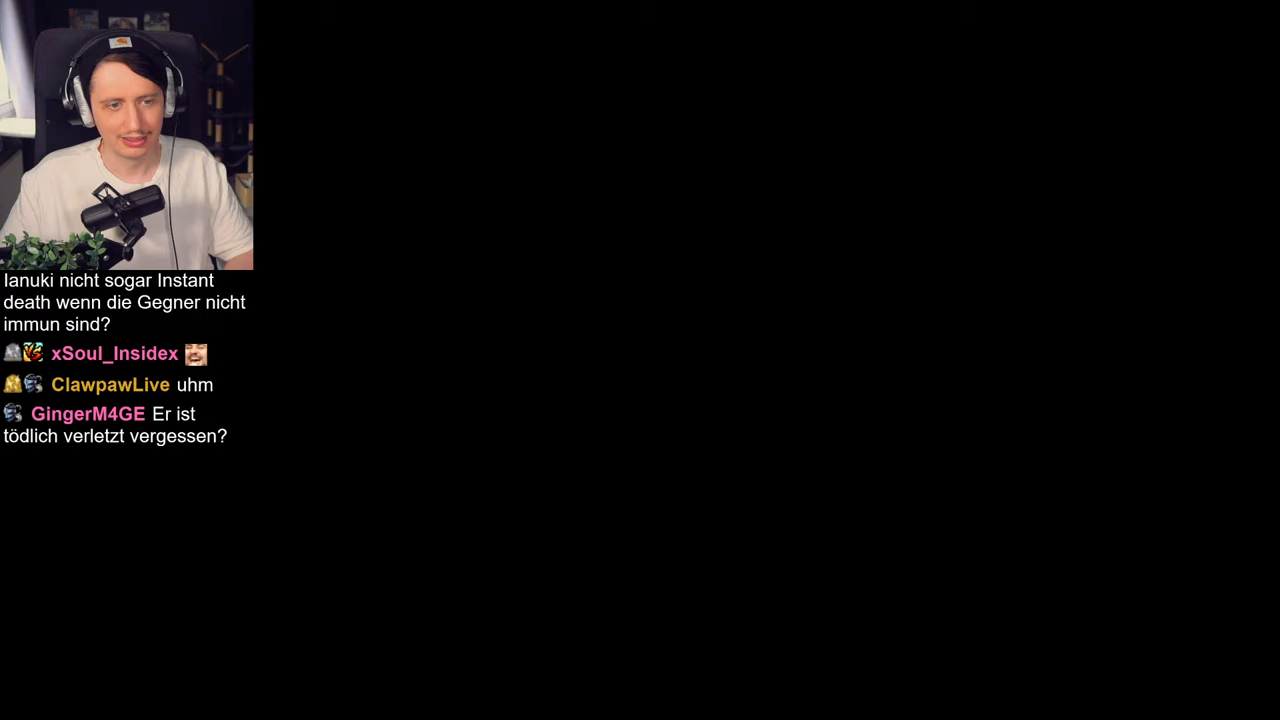 Ianuki nicht sogar Instant
death wenn die Gegner nicht
immun sind?
xSoul_Insidex
ClawpawLive uhm
GingerM4GE Er ist
tödlich verletzt vergessen?